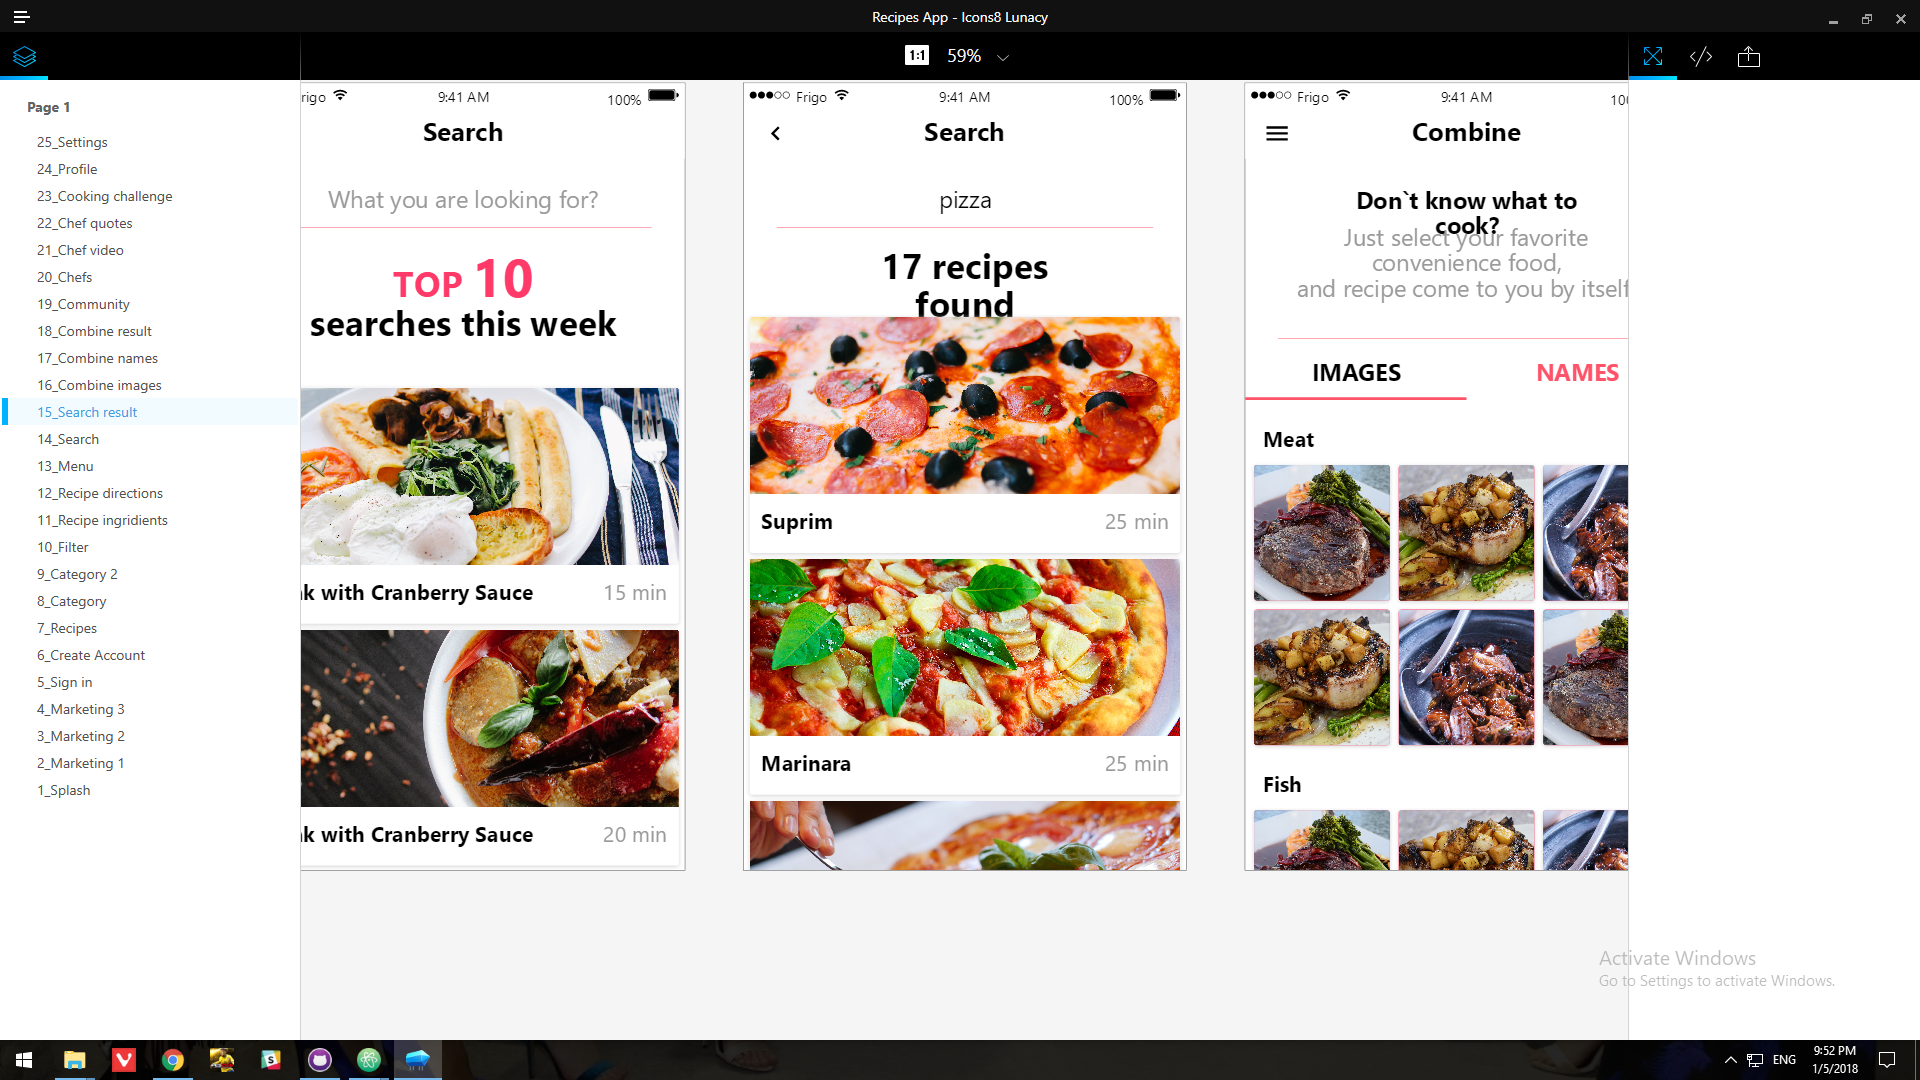 Recipes App - Icons8 Lunacy
1:1 59%
Page 1
25_Settings
24_Profile
23_Cooking challenge
22_Chef quotes
21_Chef video
20_Chefs
19_Community
18_Combine result
17_Combine names
16_Combine images
15_Search result
14_Search
13_Menu
12_Recipe directions
11_Recipe ingridients
10_Filter
9_Category 2
8_Category
7_Recipes
6_Create Account
5_Sign in
4_Marketing 3
3_Marketing 2
2_Marketing 1
1_Splash
rigo 9:41 AM 100%
Search
What you are looking for?
TOP 10
searches this week
k with Cranberry Sauce 15 min
k with Cranberry Sauce 20 min
Frigo 9:41 AM 100%
Search
pizza
17 recipes
found
Suprim 25 min
Marinara 25 min
Frigo 9:41 AM 10
Combine
Don`t know what to
cook?
Just select your favorite
convenience food,
and recipe come to you by itself
IMAGES NAMES
Meat
Fish
Activate Windows
Go to Settings to activate Windows.
ENG
9:52 PM
1/5/2018